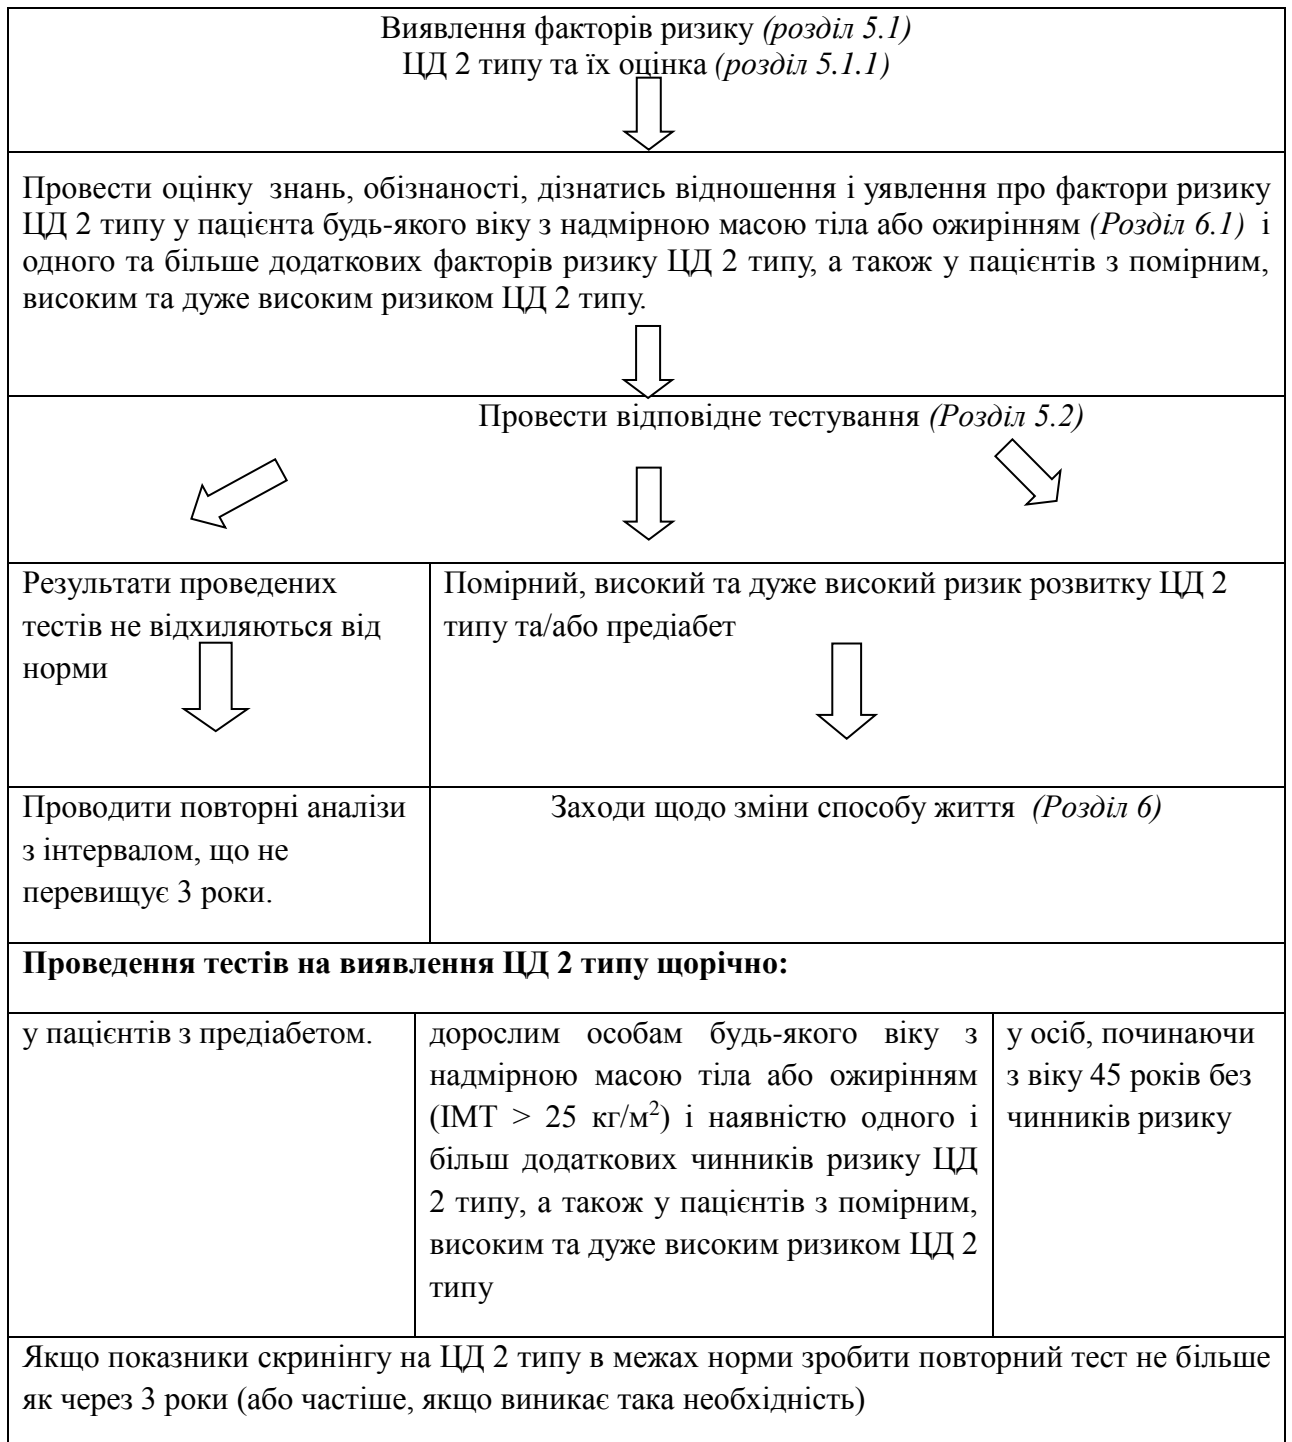 Виявлення факторів ризику (розділ 5.1)
ЦД 2 типу та їх оцінка (розділ 5.1.1)
Провести оцінку знань, обізнаності, дізнатись відношення і уявлення про фактори ризику
ЦД 2 типу у пацієнта будь-якого віку з надмірною масою тіла або ожирінням (Розділ 6.1) і
одного та більше додаткових факторів ризику ЦД 2 типу, а також у пацієнтів з помірним,
високим та дуже високим ризиком ЦД 2 типу.
Провести відповідне тестування (Розділ 5.2)
Результати проведених
тестів не відхиляються від
норми
Помірний, високий та дуже високий ризик розвитку ЦД 2
типу та/або предіабет
Проводити повторні аналізи
з інтервалом, що не
перевищує 3 роки.
Заходи щодо зміни способу життя (Розділ 6)
Проведення тестів на виявлення ЦД 2 типу щорічно:
у пацієнтів з предіабетом.
дорослим особам будь-якого віку з
надмірною масою тіла або ожирінням
(ІМТ > 25 кг/м²) і наявністю одного і
більш додаткових чинників ризику ЦД
2 типу, а також у пацієнтів з помірним,
високим та дуже високим ризиком ЦД 2
типу
у осіб, починаючи
з віку 45 років без
чинників ризику
Якщо показники скринінгу на ЦД 2 типу в межах норми зробити повторний тест не більше
як через 3 роки (або частіше, якщо виникає така необхідність)